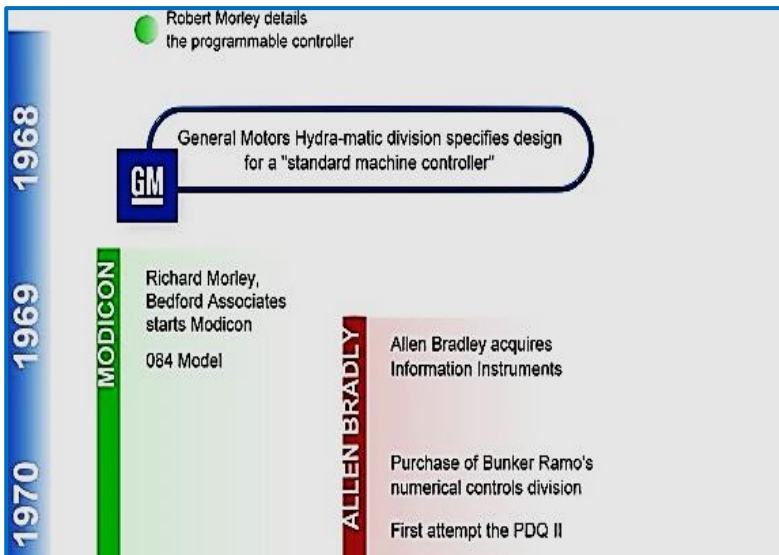 Robert Morley details
the programmable controller
1968
General Motors Hydra-matic division specifies design
for a "standard machine controller"
GM
1969
MODICON
Richard Morley,
Bedford Associates
starts Modicon
084 Model
ALLEN BRADLY
Allen Bradley acquires
Information Instruments
1970
Purchase of Bunker Ramo's
numerical controls division
First attempt the PDQ II